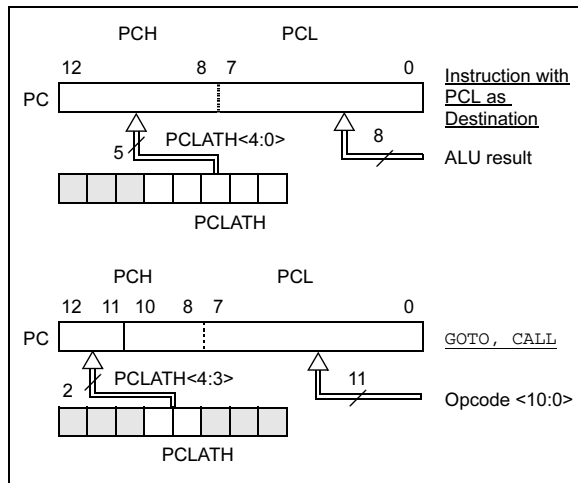 PCH PCL
12 8 7 0
PC
Instruction with
PCL as
Destination
5 PCLATH<4:0> 8
ALU result
PCLATH
PCH PCL
12 11 10 8 7 0
PC GOTO, CALL
2 PCLATH<4:3> 11
Opcode <10:0>
PCLATH